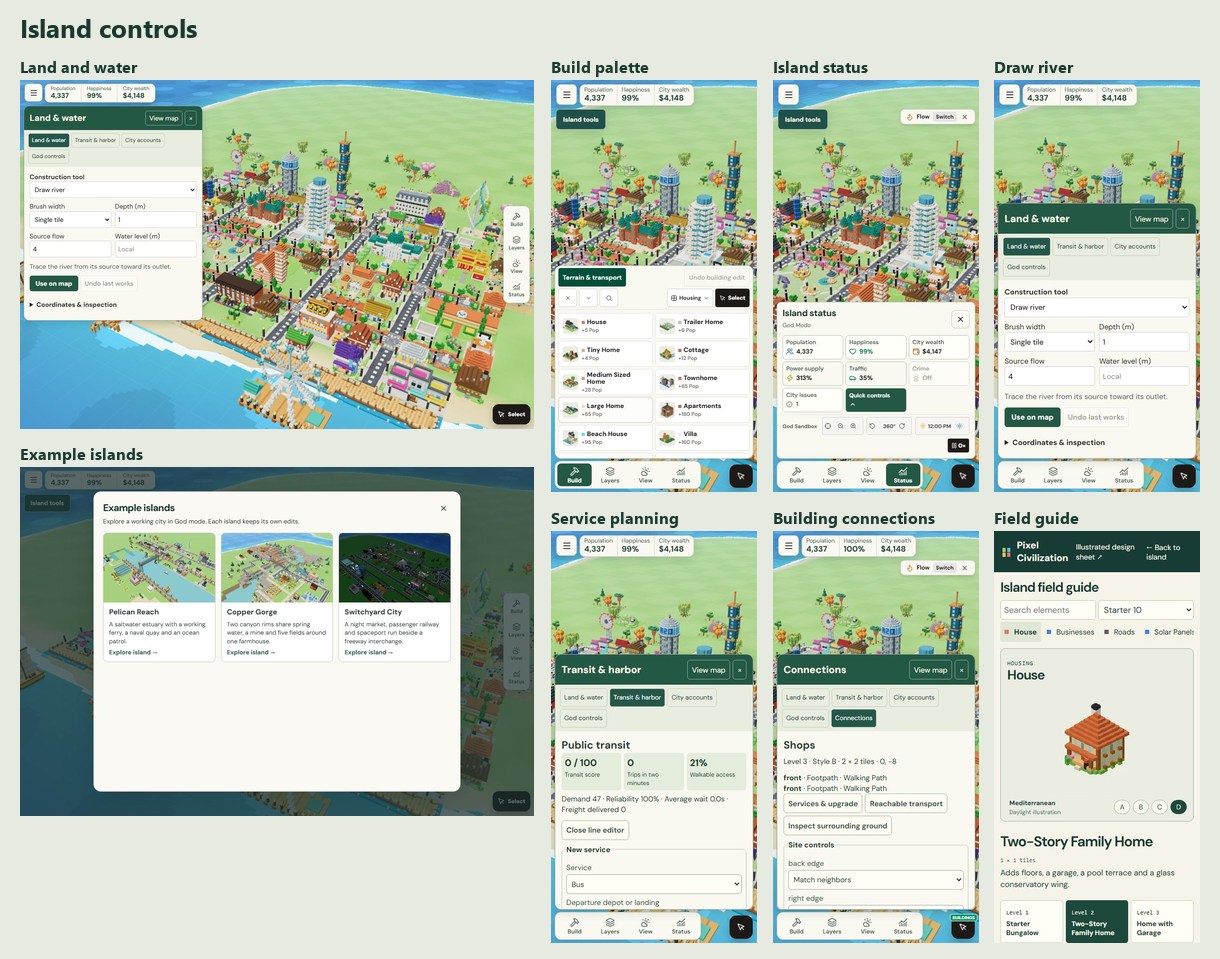 Island controls
Land and water
Population
4,337
Happiness
99%
City wealth
$4,148
Land & water
View map
×
Land & water
Transit & harbor
City accounts
God controls
Construction tool
Draw river
Brush width
Depth (m)
Single tile
1
Source flow
Water level (m)
4
Local
Trace the river from its source toward its outlet.
Use on map
Undo last works
Coordinates & inspection
Build
Layers
View
Status
Select
Example islands
Population
4,337
Happiness
99%
City wealth
$4,148
Island tools
Example islands
×
Explore a working city in God mode. Each island keeps its own edits.
Pelican Reach
A saltwater estuary with a working
ferry, a naval quay and an ocean
patrol.
Explore island →
Copper Gorge
Two canyon rims share spring
water, a mine and five fields around
one farmhouse.
Explore island →
Switchyard City
A night market, passenger railway
and spaceport run beside a
freeway interchange.
Explore island →
Build
Layers
View
Status
Select
Build palette
Population
4,337
Happiness
99%
City wealth
$4,148
Island tools
Terrain & transport
Undo building edit
Housing
Select
House
+6 Pop
Trailer Home
+6 Pop
Tiny Home
+4 Pop
Cottage
+12 Pop
Medium Sized
Home
+28 Pop
Townhome
+65 Pop
Large Home
+85 Pop
Apartments
+180 Pop
Beach House
+95 Pop
Villa
+160 Pop
Build
Layers
View
Status
Island status
Island tools
Flow
Switch
×
Island status
God Mode
×
Population
4,337
Happiness
99%
City wealth
$4,147
Power supply
313%
Traffic
35%
Crime
Off
City issues
1
Quick controls
God Sandbox
360°
12:00 PM
0×
Build
Layers
View
Status
Draw river
Population
4,337
Happiness
99%
City wealth
$4,148
Land & water
View map
×
Land & water
Transit & harbor
City accounts
God controls
Construction tool
Draw river
Brush width
Depth (m)
Single tile
1
Source flow
Water level (m)
4
Local
Trace the river from its source toward its outlet.
Use on map
Undo last works
Coordinates & inspection
Build
Layers
View
Status
Service planning
Population
4,337
Happiness
99%
City wealth
$4,148
Transit & harbor
View map
×
Land & water
Transit & harbor
City accounts
God controls
Public transit
0 / 100
Transit score
0
Trips in two
minutes
21%
Walkable access
Demand 47 · Reliability 100% · Average wait 0.0s ·
Freight delivered 0
Close line editor
New service
Service
Bus
Departure depot or landing
Build
Layers
View
Status
Building connections
Population
4,337
Happiness
100%
City wealth
$4,148
Flow
Switch
×
Connections
View map
×
Land & water
Transit & harbor
City accounts
God controls
Connections
Shops
Level 3 · Style B · 2 × 2 tiles · 0, -8
front · Footpath · Walking Path
front · Footpath · Walking Path
Services & upgrade
Reachable transport
Inspect surrounding ground
Site controls
back edge
Match neighbors
right edge
Build
Layers
View
Status
Field guide
Pixel
Civilization
Illustrated design
sheet ↗
← Back to
island
Island field guide
Search elements
Starter 10
House
Businesses
Roads
Solar Panels
HOUSING
House
Mediterranean
Daylight illustration
A
B
C
D
Two-Story Family Home
1 × 1 tiles
Adds floors, a garage, a pool terrace and a glass
conservatory wing.
Level 1
Starter
Bungalow
Level 2
Two-Story
Family Home
Level 3
Home with
Garage